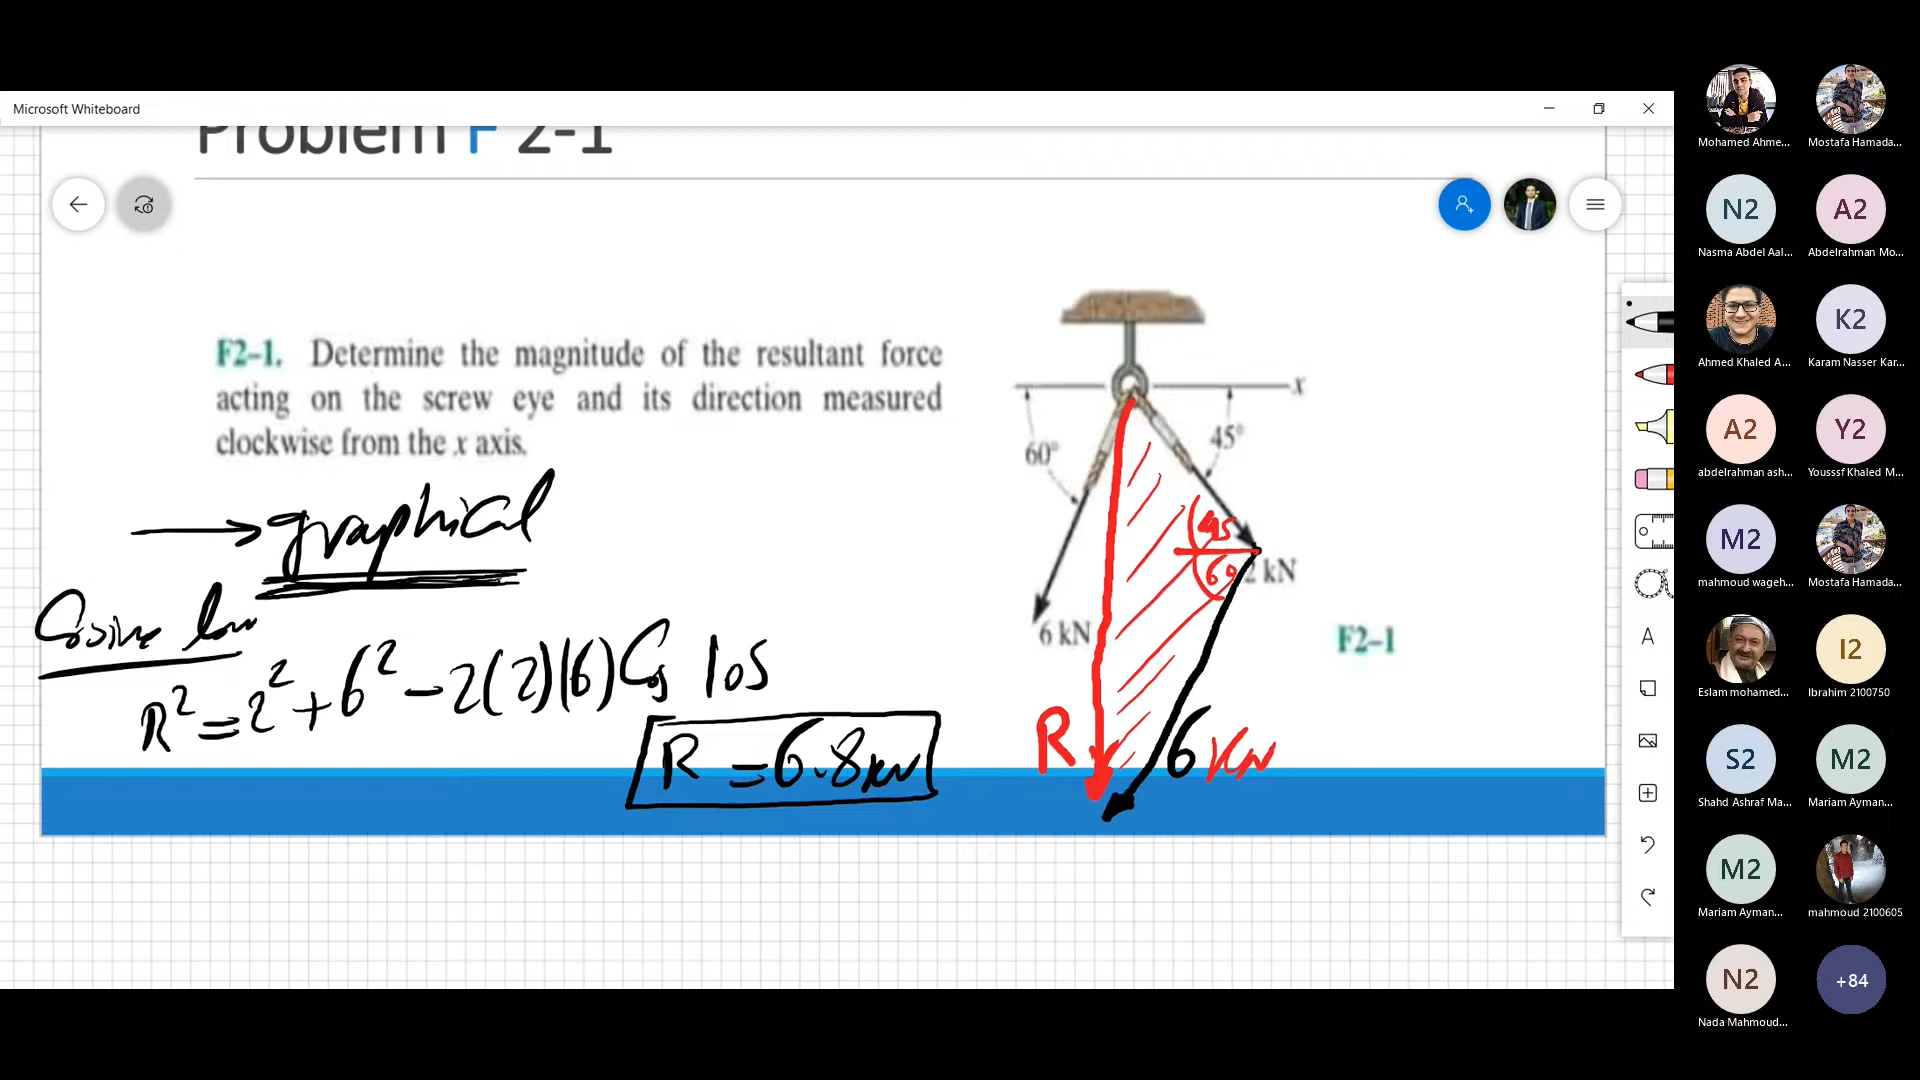 Microsoft Whiteboard
Problem F 2-1
F2–1. Determine the magnitude of the resultant force
acting on the screw eye and its direction measured
clockwise from the x axis.
graphical
Cosine law
R² = 2² + 6² - 2(2)(6) Cos 105
R = 6.8 kN
x
60°
45°
45
60
2 kN
6 kN
F2–1
R
6 KN
A
Mohamed Ahme...
Mostafa Hamada...
N2
A2
Nasma Abdel Aal...
Abdelrahman Mo...
K2
Ahmed Khaled A...
Karam Nasser Kar...
A2
Y2
abdelrahman ash...
Yousssf Khaled M...
M2
mahmoud wageh...
Mostafa Hamada...
I2
Eslam mohamed...
Ibrahim 2100750
S2
M2
Shahd Ashraf Ma...
Mariam Ayman...
M2
Mariam Ayman...
mahmoud 2100605
N2
+84
Nada Mahmoud...